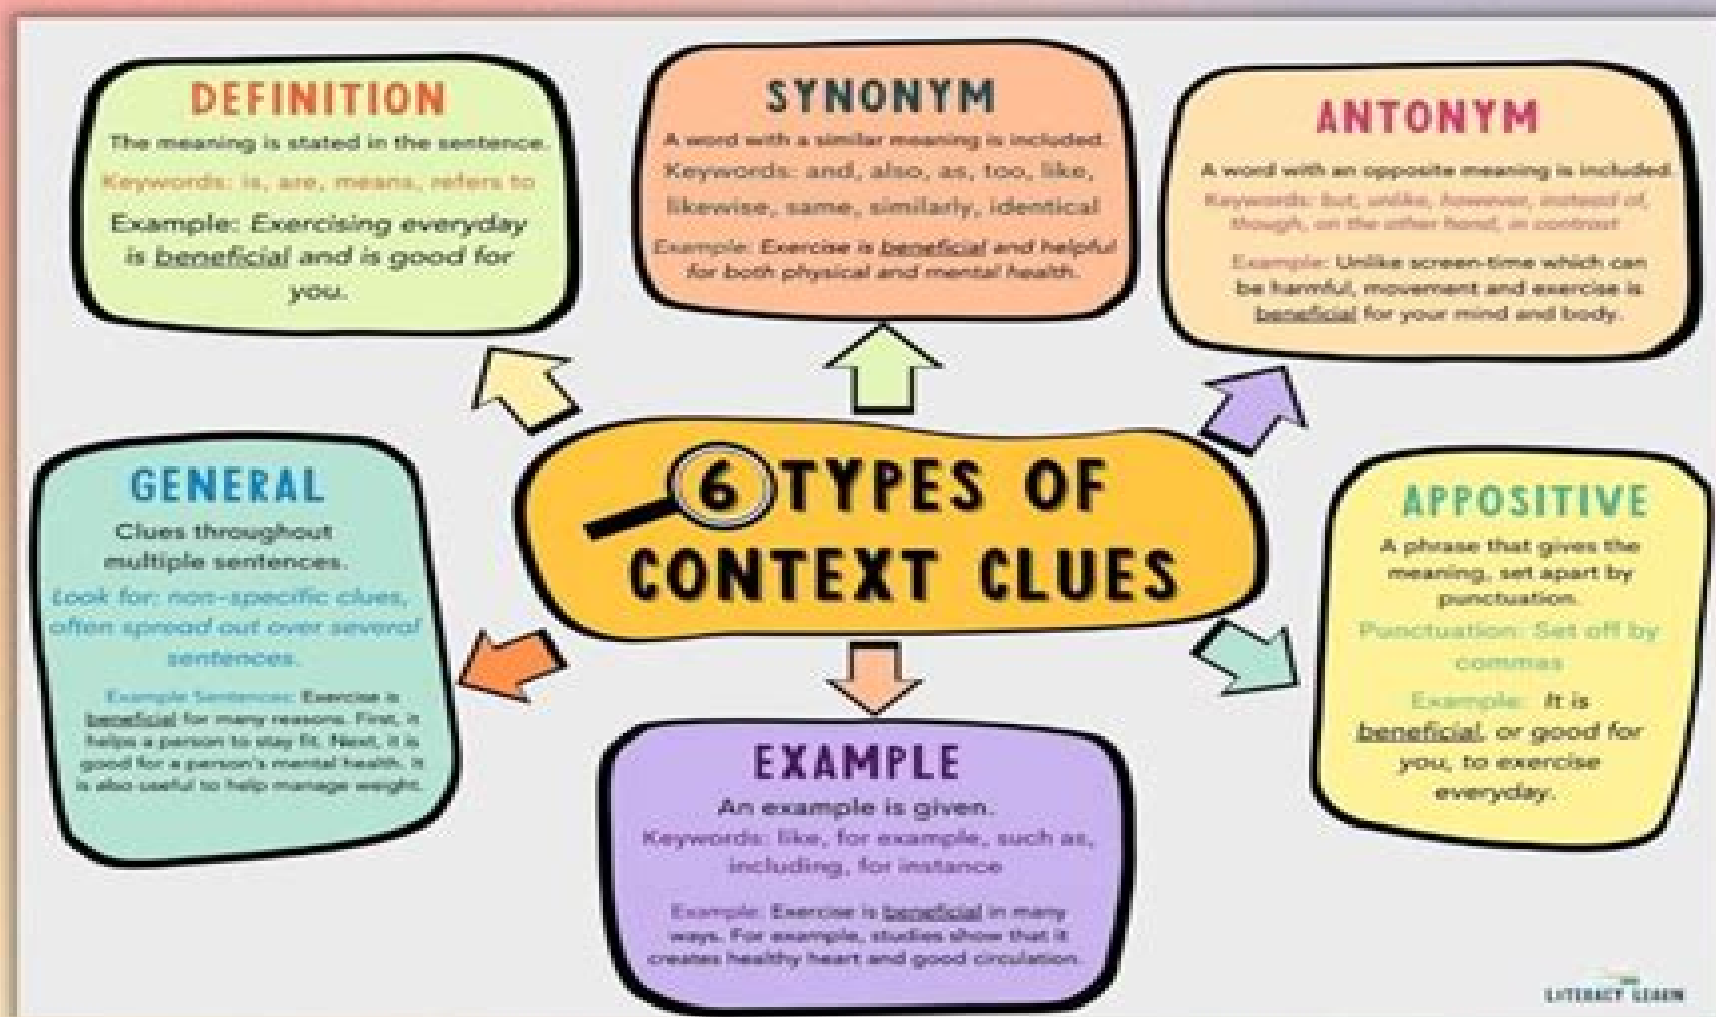 DEFINITION
The meaning is stated in the sentence.
Keywords: is, are, means, refers to
Example: Exercising everyday
is beneficial and is good for
you.
SYNONYM
A word with a similar meaning is included.
Keywords: and, also, as, too, like,
likewise, same, similarly, identical
Example: Exercise is beneficial and helpful
for both physical and mental health.
ANTONYM
A word with an opposite meaning is included.
Keywords: but, unlike, however, instead of,
though, on the other hand, in contrast
Example: Unlike screen-time which can
be harmful, movement and exercise is
beneficial for your mind and body.
6 TYPES OF
CONTEXT CLUES
GENERAL
Clues throughout
multiple sentences.
Look for: non-specific clues,
often spread out over several
sentences.
Example Sentences: Exercise is
beneficial for many reasons. First, it
helps a person to stay fit. Next, it is
good for a person's mental health. It
is also useful to help manage weight.
EXAMPLE
An example is given.
Keywords: like, for example, such as,
including, for instance
Example: Exercise is beneficial in many
ways. For example, studies show that it
creates healthy heart and good circulation.
APPOSITIVE
A phrase that gives the
meaning, set apart by
punctuation.
Punctuation: Set off by
commas
Example: It is
beneficial, or good for
you, to exercise
everyday.
LITERACY LEARN